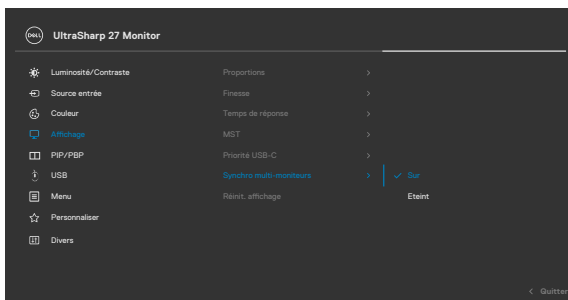 DELL
UltraSharp 27 Monitor
Luminosité/Contraste
Source entrée
Couleur
Affichage
PIP/PBP
USB
Menu
Personnaliser
Divers
Proportions
Finesse
Temps de réponse
MST
Priorité USB-C
Synchro multi-moniteurs
Réinit. affichage
Sur
Eteint
Quitter